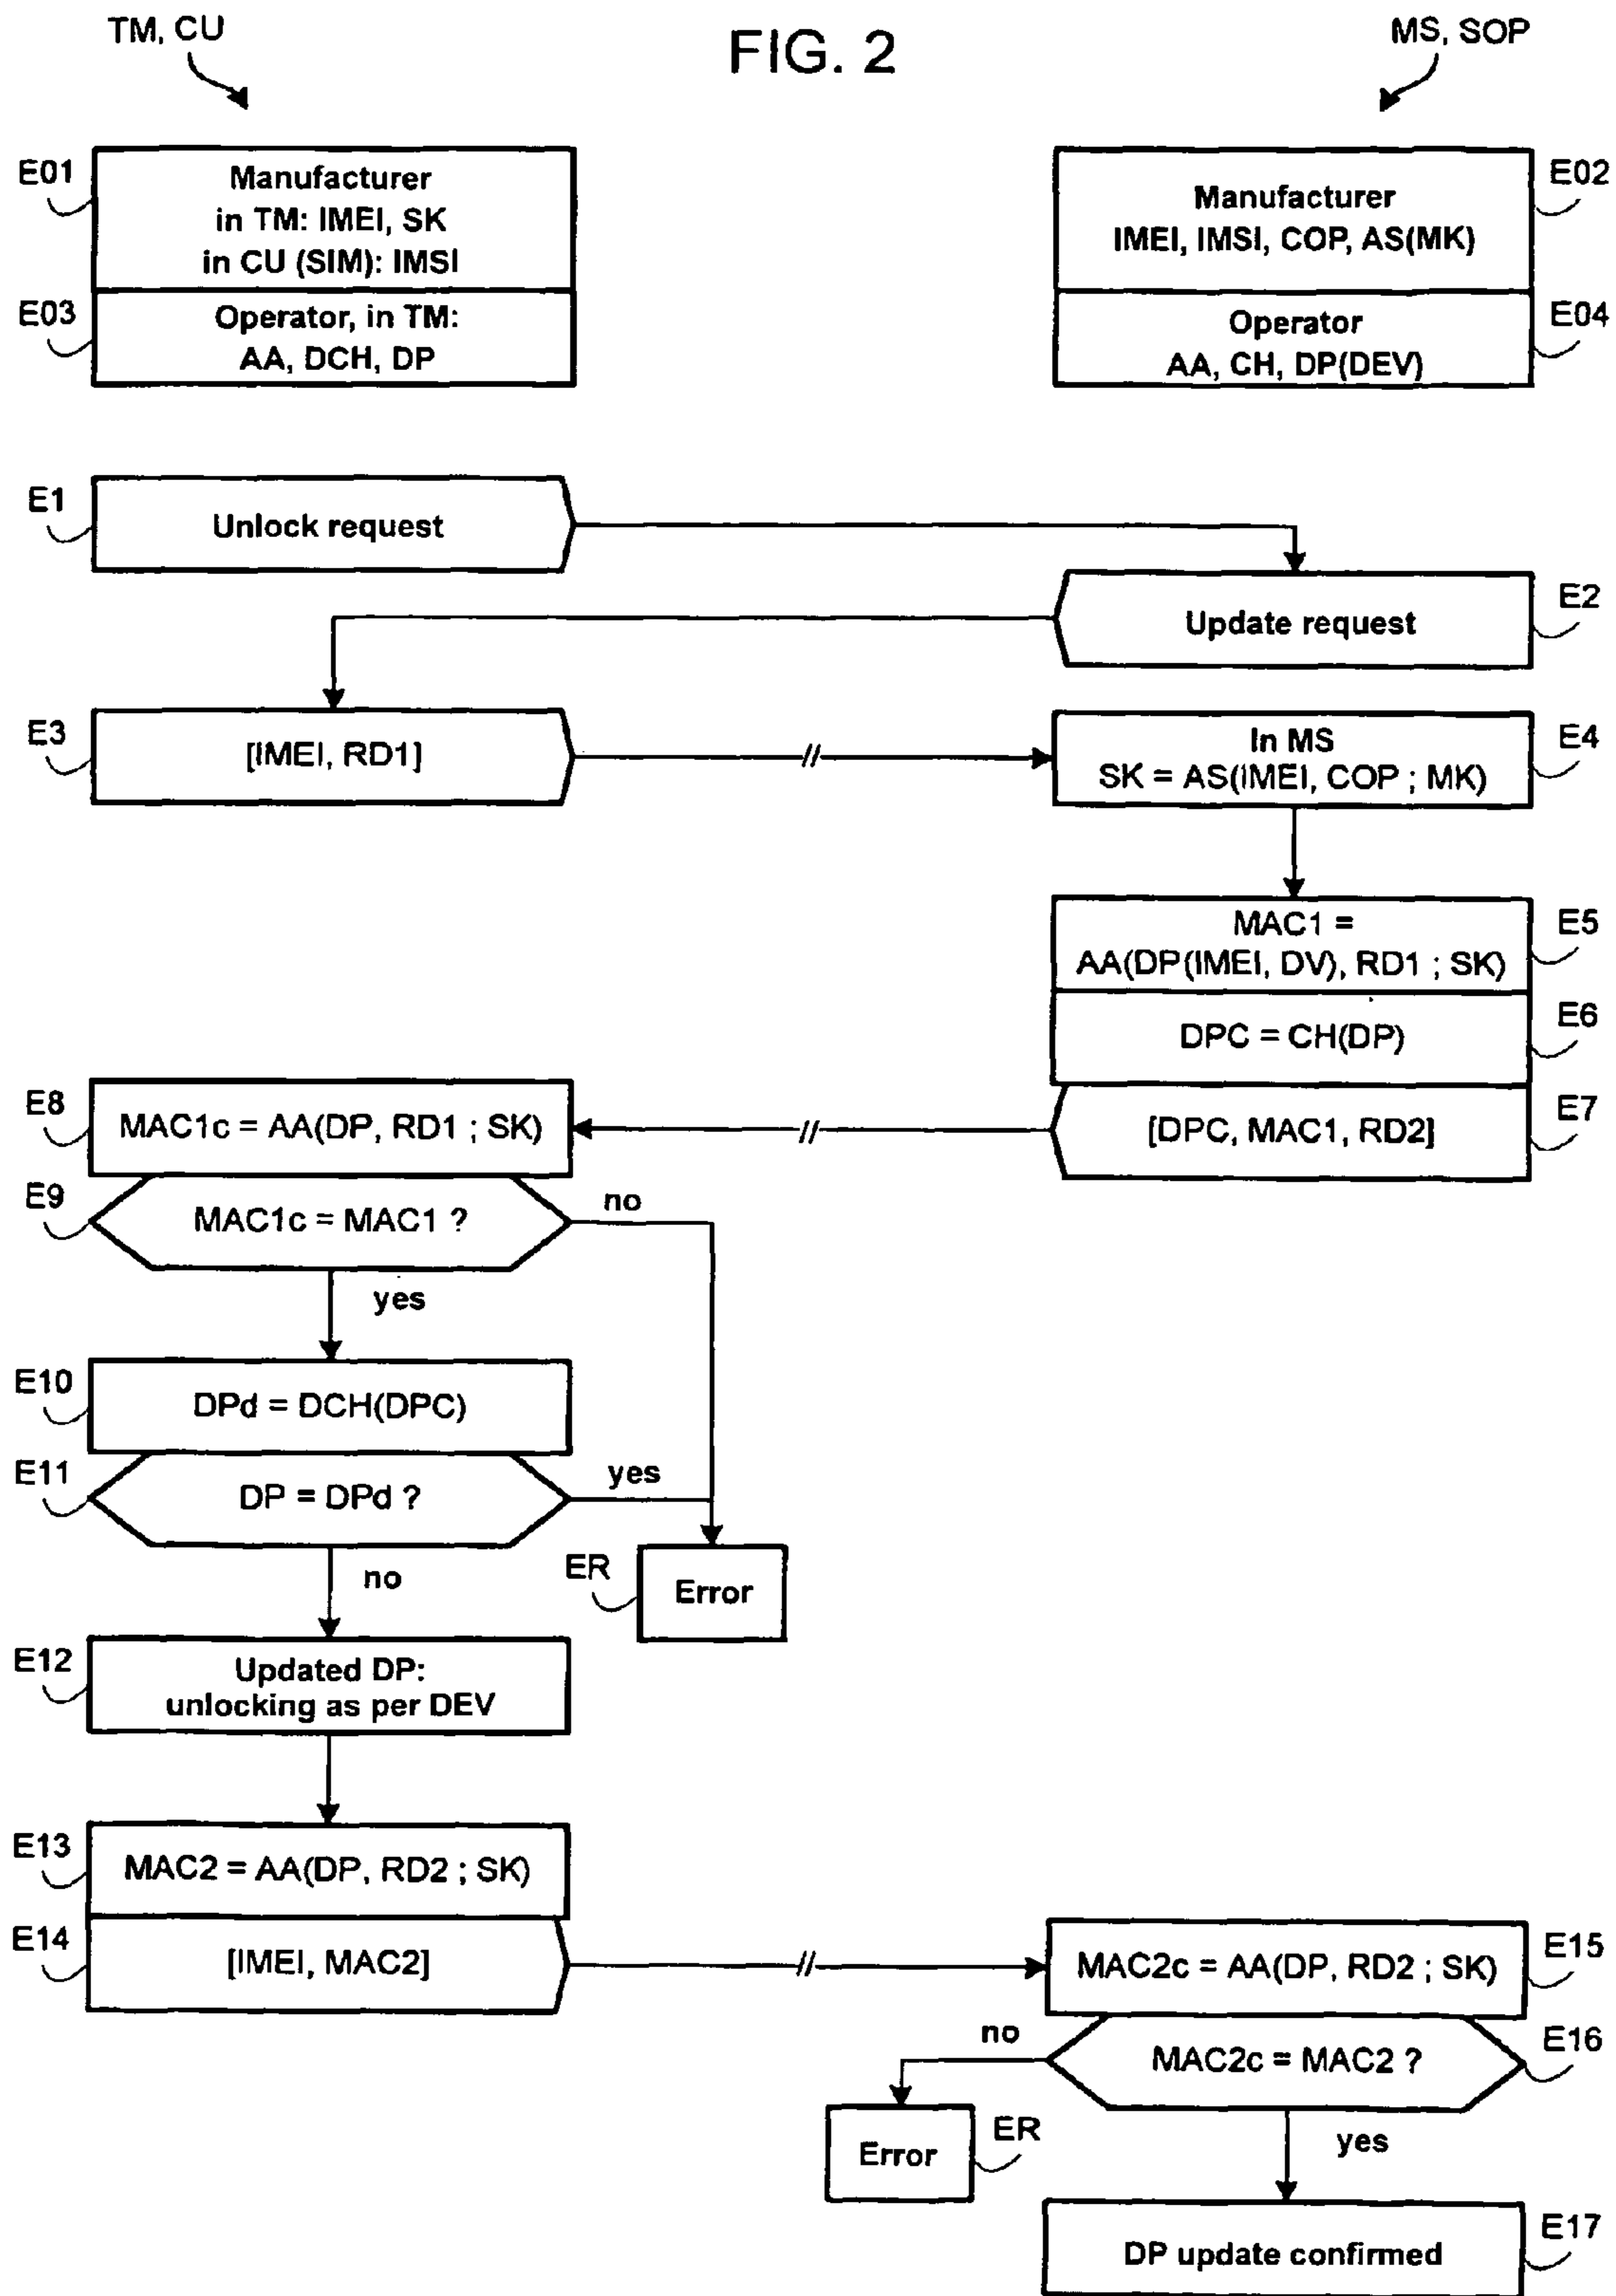 TM, CU
FIG. 2
MS, SOP
E01
Manufacturer
in TM: IMEI, SK
in CU (SIM): IMSI
E02
Manufacturer
IMEI, IMSI, COP, AS(MK)
E03
Operator, in TM:
AA, DCH, DP
E04
Operator
AA, CH, DP(DEV)
E1
Unlock request
E2
Update request
E3
[IMEI, RD1]
E4
In MS
SK = AS(IMEI, COP ; MK)
E5
MAC1 =
AA(DP(IMEI, DV), RD1 ; SK)
E6
DPC = CH(DP)
E7
[DPC, MAC1, RD2]
E8
MAC1c = AA(DP, RD1 ; SK)
E9
MAC1c = MAC1 ?
no
yes
E10
DPd = DCH(DPC)
E11
DP = DPd ?
yes
no
ER
Error
E12
Updated DP:
unlocking as per DEV
E13
MAC2 = AA(DP, RD2 ; SK)
E14
[IMEI, MAC2]
E15
MAC2c = AA(DP, RD2 ; SK)
E16
MAC2c = MAC2 ?
no
yes
Error
ER
E17
DP update confirmed